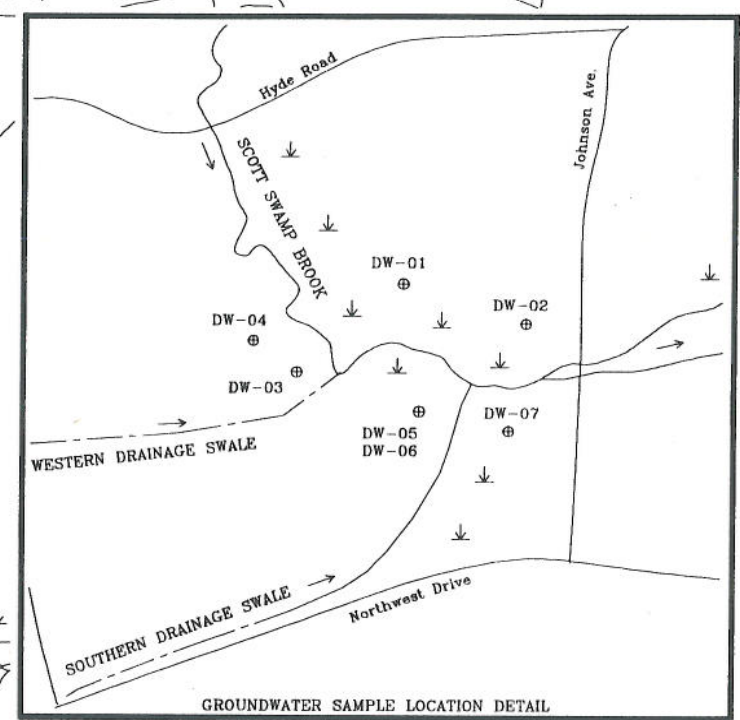 Hyde Road
Johnson Ave.
SCOTT SWAMP BROOK
DW-01
DW-02
DW-04
DW-03
DW-05
DW-06
DW-07
WESTERN DRAINAGE SWALE
SOUTHERN DRAINAGE SWALE
Northwest Drive
GROUNDWATER SAMPLE LOCATION DETAIL